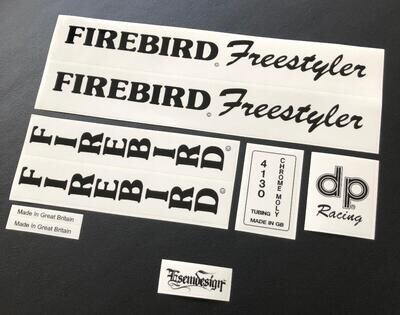 FIREBIRD Freestyler ©
FIREBIRD Freestyler ©
FIREBIRD ©
FIREBIRD ©
Made in Great Britain
Made in Great Britain
4130
CHROME MOLY
TUBING
MADE IN GB
dp®
Racing
Esemdesign